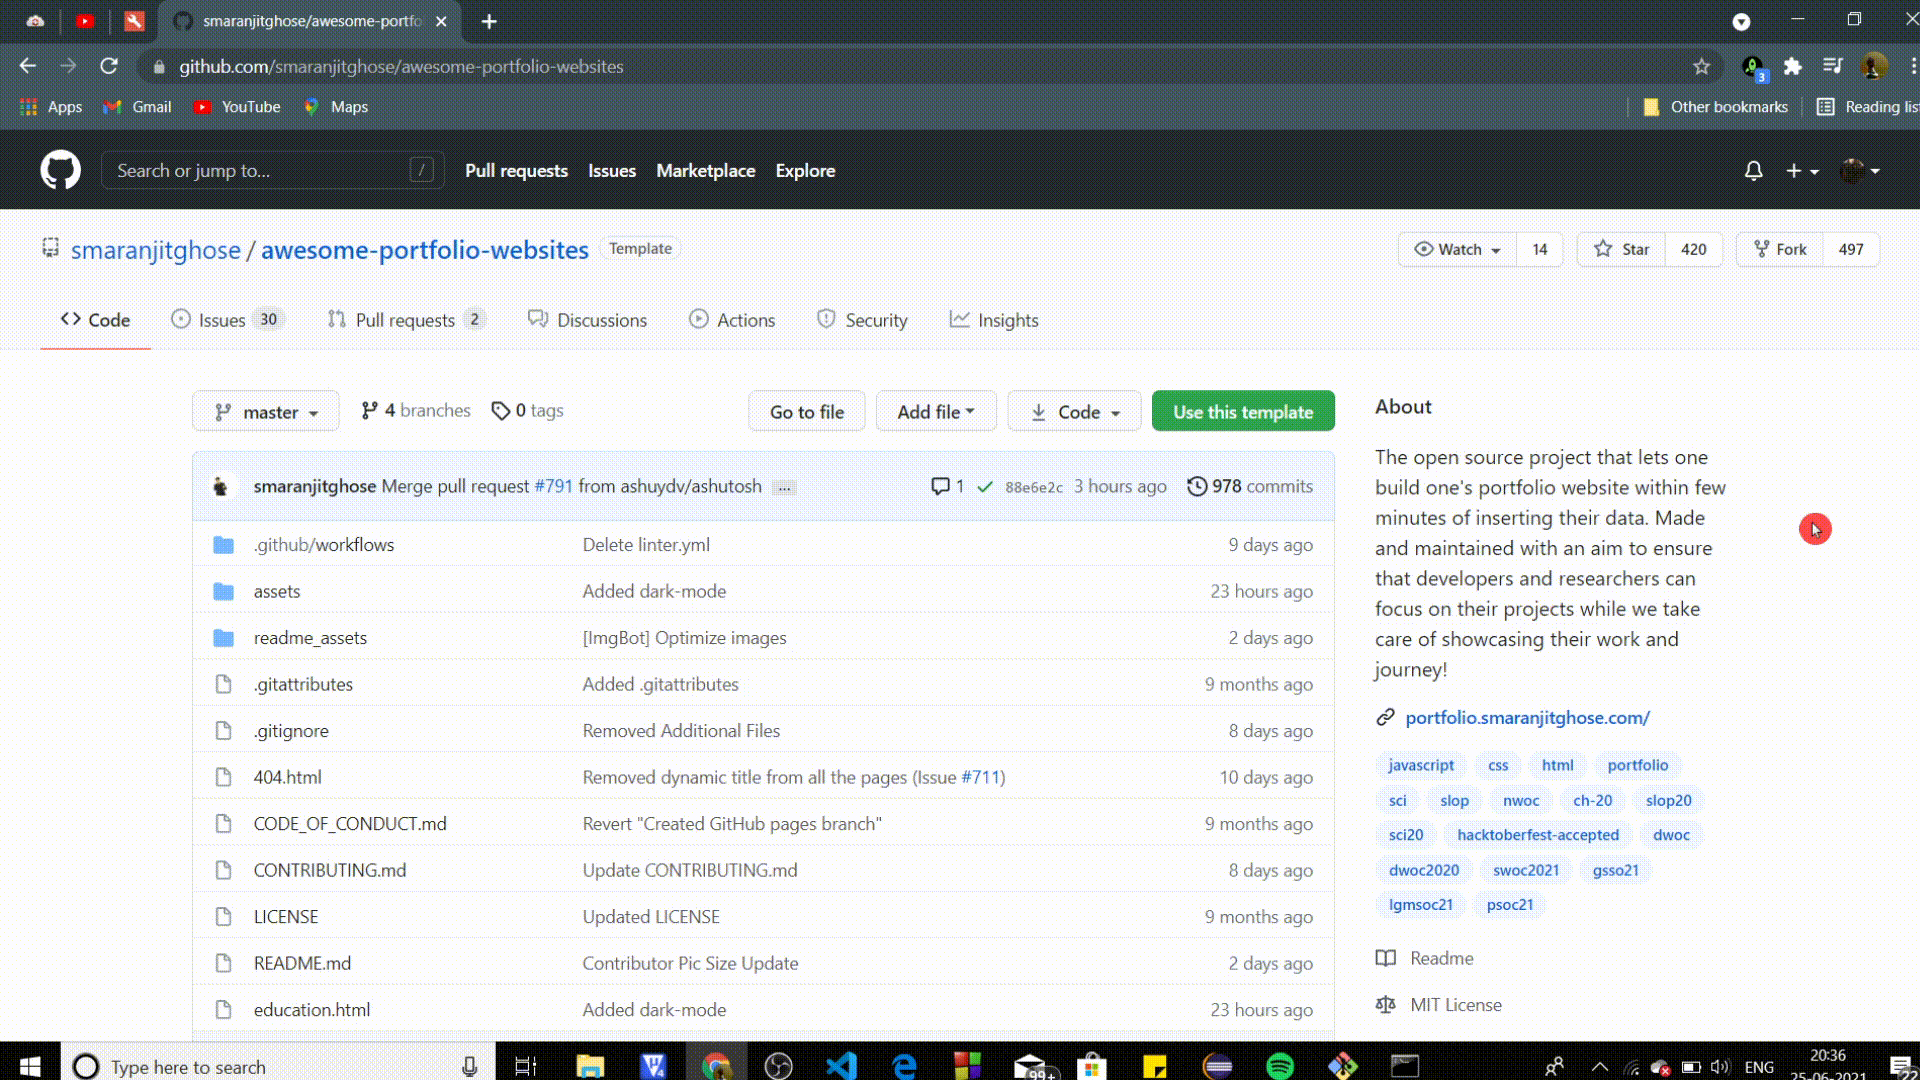 smaranjitghose/awesome-portfo
github.com/smaranjitghose/awesome-portfolio-websites
3
Apps Gmail YouTube Maps Other bookmarks Reading list
Search or jump to... / Pull requests Issues Marketplace Explore
smaranjitghose / awesome-portfolio-websites Template Watch 14 Star 420 Fork 497
Code Issues 30 Pull requests 2 Discussions Actions Security Insights
master 4 branches 0 tags Go to file Add file Code Use this template
smaranjitghose Merge pull request #791 from ashuydv/ashutosh ... 1 88e6e2c 3 hours ago 978 commits
.github/workflows Delete linter.yml 9 days ago
assets Added dark-mode 23 hours ago
readme_assets [ImgBot] Optimize images 2 days ago
.gitattributes Added .gitattributes 9 months ago
.gitignore Removed Additional Files 8 days ago
404.html Removed dynamic title from all the pages (Issue #711) 10 days ago
CODE_OF_CONDUCT.md Revert "Created GitHub pages branch" 9 months ago
CONTRIBUTING.md Update CONTRIBUTING.md 8 days ago
LICENSE Updated LICENSE 9 months ago
README.md Contributor Pic Size Update 2 days ago
education.html Added dark-mode 23 hours ago
About
The open source project that lets one
build one's portfolio website within few
minutes of inserting their data. Made
and maintained with an aim to ensure
that developers and researchers can
focus on their projects while we take
care of showcasing their work and
journey!
portfolio.smaranjitghose.com/
javascript css html portfolio
sci slop nwoc ch-20 slop20
sci20 hacktoberfest-accepted dwoc
dwoc2020 swoc2021 gsso21
lgmsoc21 psoc21
Readme
MIT License
Type here to search 99+ ENG 20:36
25-06-2021 22